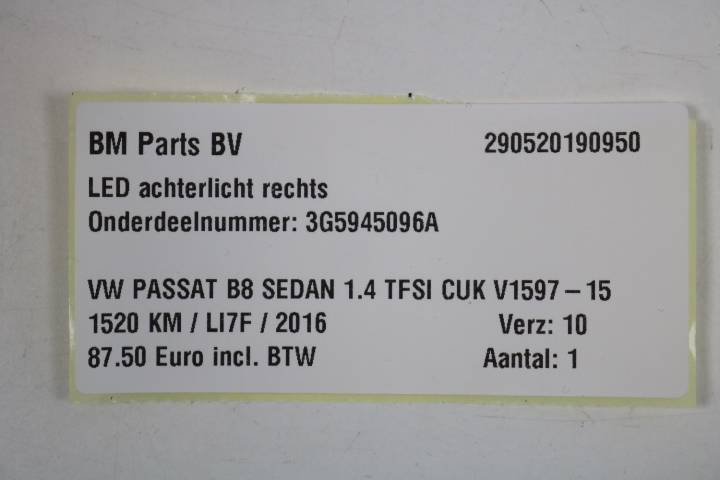 BM Parts BV 290520190950
LED achterlicht rechts
Onderdeelnummer: 3G5945096A
VW PASSAT B8 SEDAN 1.4 TFSI CUK V1597 – 15
1520 KM / LI7F / 2016 Verz: 10
87.50 Euro incl. BTW Aantal: 1